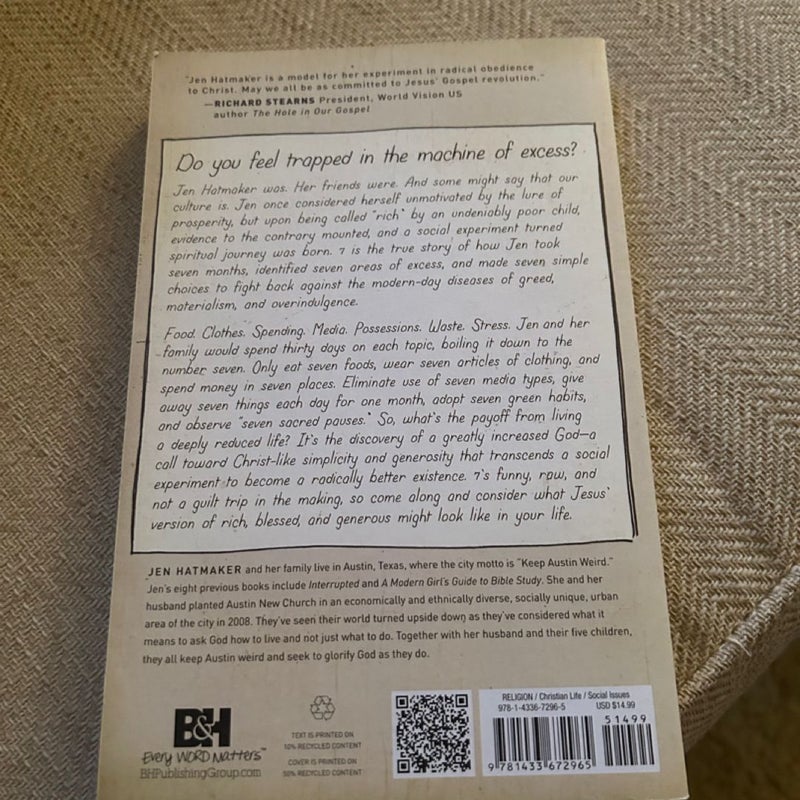 "Jen Hatmaker is a model for her experiment in radical obedience
to Christ. May we all be as committed to Jesus' Gospel revolution."
—RICHARD STEARNS President, World Vision US
author The Hole in Our Gospel
Do you feel trapped in the machine of excess?
Jen Hatmaker was. Her friends were. And some might say that our
culture is. Jen once considered herself unmotivated by the lure of
prosperity, but upon being called "rich" by an undeniably poor child,
evidence to the contrary mounted, and a social experiment turned
spiritual journey was born. 7 is the true story of how Jen took
seven months, identified seven areas of excess, and made seven simple
choices to fight back against the modern-day diseases of greed,
materialism, and overindulgence.
Food. Clothes. Spending. Media. Possessions. Waste. Stress. Jen and her
family would spend thirty days on each topic, boiling it down to the
number seven. Only eat seven foods, wear seven articles of clothing, and
spend money in seven places. Eliminate use of seven media types, give
away seven things each day for one month, adopt seven green habits,
and observe "seven sacred pauses." So, what's the payoff from living
a deeply reduced life? It's the discovery of a greatly increased God—a
call toward Christ-like simplicity and generosity that transcends a social
experiment to become a radically better existence. 7's funny, raw, and
not a guilt trip in the making, so come along and consider what Jesus'
version of rich, blessed, and generous might look like in your life.
JEN HATMAKER and her family live in Austin, Texas, where the city motto is "Keep Austin Weird."
Jen's eight previous books include Interrupted and A Modern Girl's Guide to Bible Study. She and her
husband planted Austin New Church in an economically and ethnically diverse, socially unique, urban
area of the city in 2008. They've seen their world turned upside down as they've considered what it
means to ask God how to live and not just what to do. Together with her husband and their five children,
they all keep Austin weird and seek to glorify God as they do.
B&H
Every WORD Matters™
BHPublishingGroup.com
TEXT IS PRINTED ON
10% RECYCLED CONTENT
COVER IS PRINTED ON
50% RECYCLED CONTENT
RELIGION / Christian Life / Social Issues
978-1-4336-7296-5 USD $14.99
51499
9 781433 672965